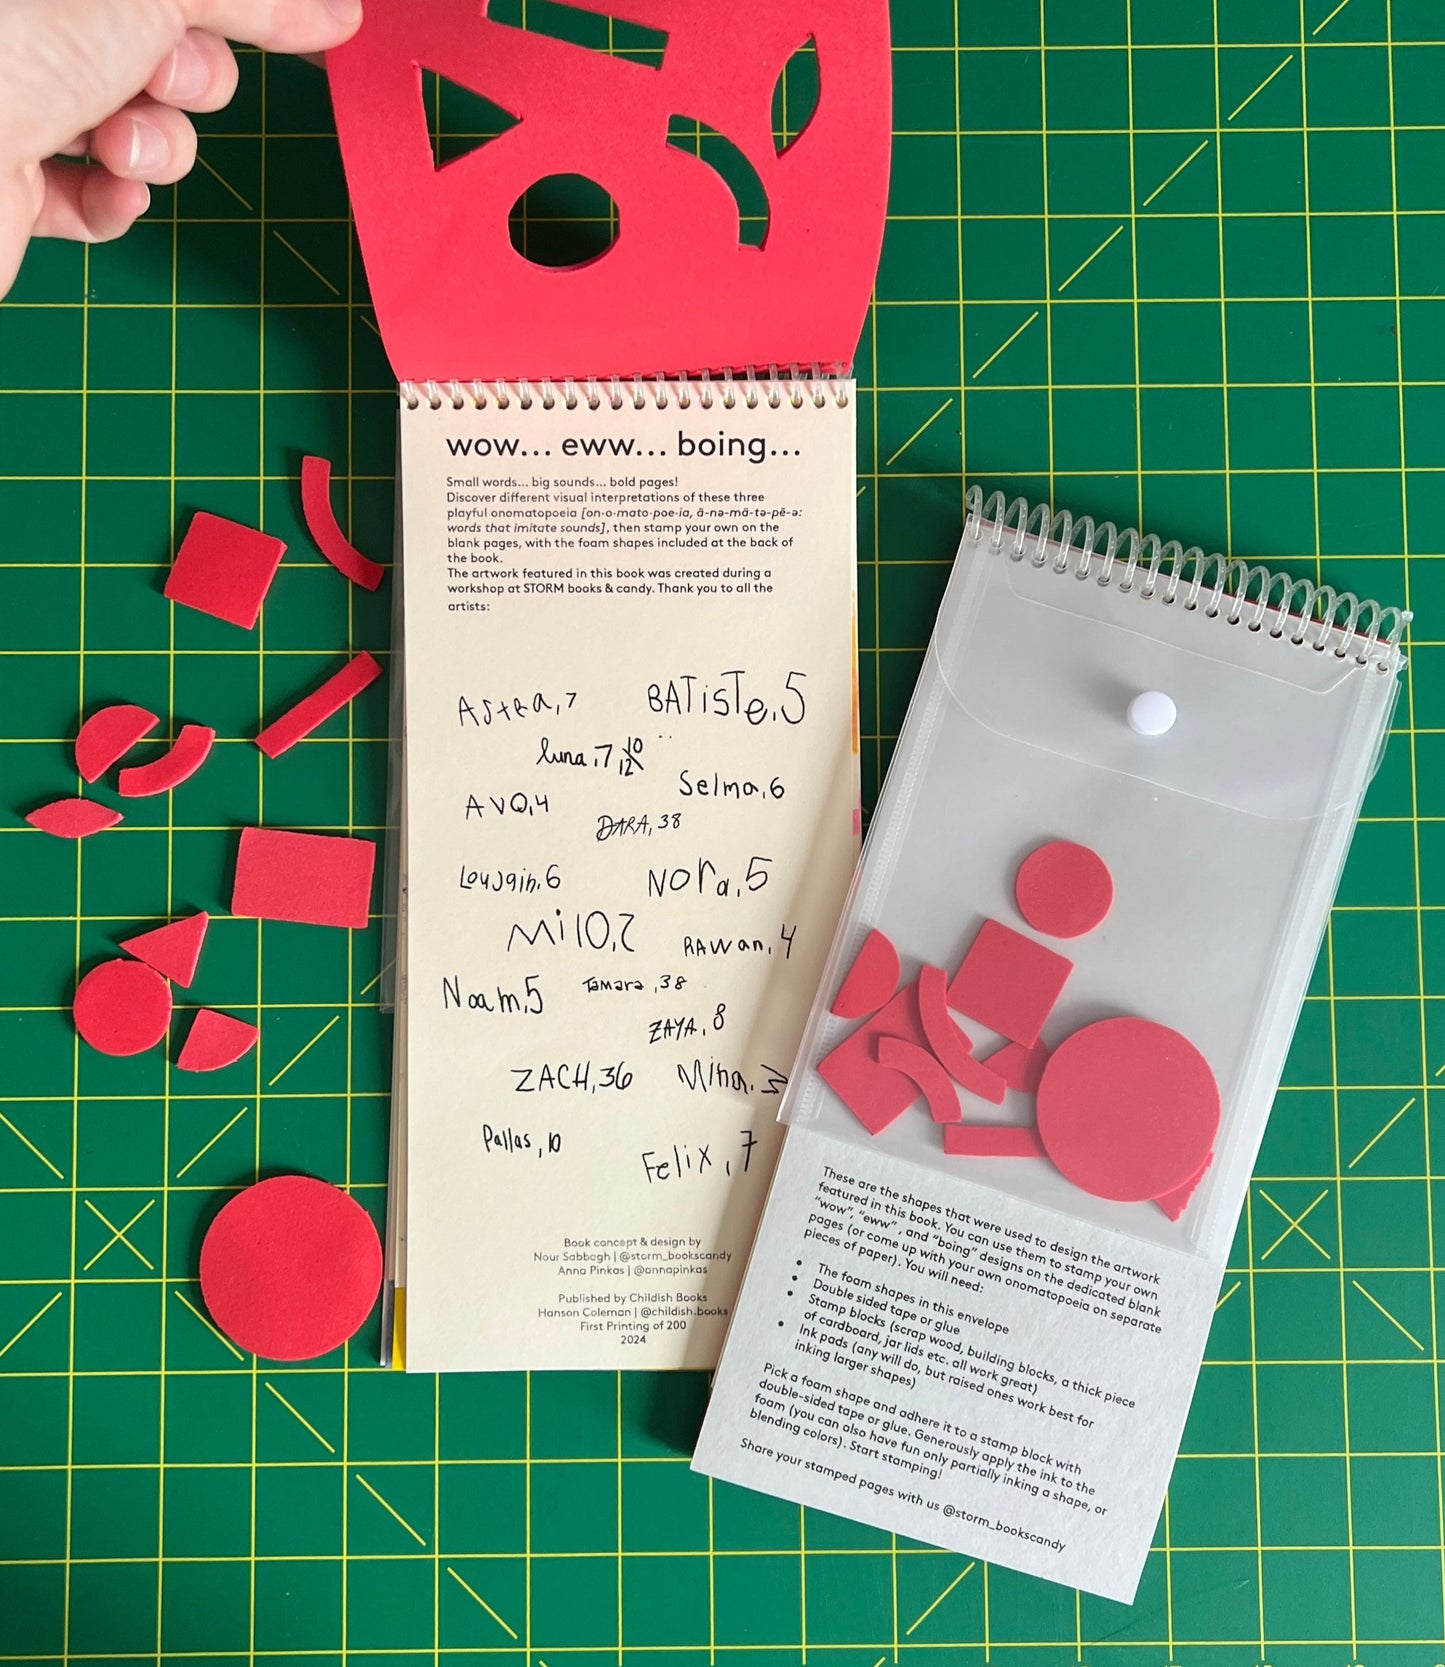 wow... eww... boing...
Small words... big sounds... bold pages!
Discover different visual interpretations of these three
playful onomatopoeia [on·o·mato·poe·ia, ä-nə-mä-tə-pē-ə:
words that imitate sounds], then stamp your own on the
blank pages, with the foam shapes included at the back of
the book.
The artwork featured in this book was created during a
workshop at STORM books & candy. Thank you to all the
artists:
Astra, 7
BATisTe, 5
luna, 7 10/12
Selma, 6
AVO, 4
DARA, 38
Loujain, 6
NOra, 5
MilO, 7
RAWan, 4
Noam, 5
Tamara, 38
ZAYA, 8
ZACH, 36
Mina, 3
Pallas, 10
Felix, 7
Book concept & design by
Nour Sabbagh | @storm_bookscandy
Anna Pinkas | @annapinkas
Published by Childish Books
Hanson Coleman | @childish.books
First Printing of 200
2024
These are the shapes that were used to design the artwork
featured in this book. You can use them to stamp your own
"wow", "eww", and "boing" designs on the dedicated blank
pages (or come up with your own onomatopoeia on separate
pieces of paper). You will need:
• The foam shapes in this envelope
• Double sided tape or glue
• Stamp blocks (scrap wood, building blocks, a thick piece
of cardboard, jar lids etc. all work great)
• Ink pads (any will do, but raised ones work best for
inking larger shapes)
Pick a foam shape and adhere it to a stamp block with
double-sided tape or glue. Generously apply the ink to the
foam (you can also have fun only partially inking a shape, or
blending colors). Start stamping!
Share your stamped pages with us @storm_bookscandy